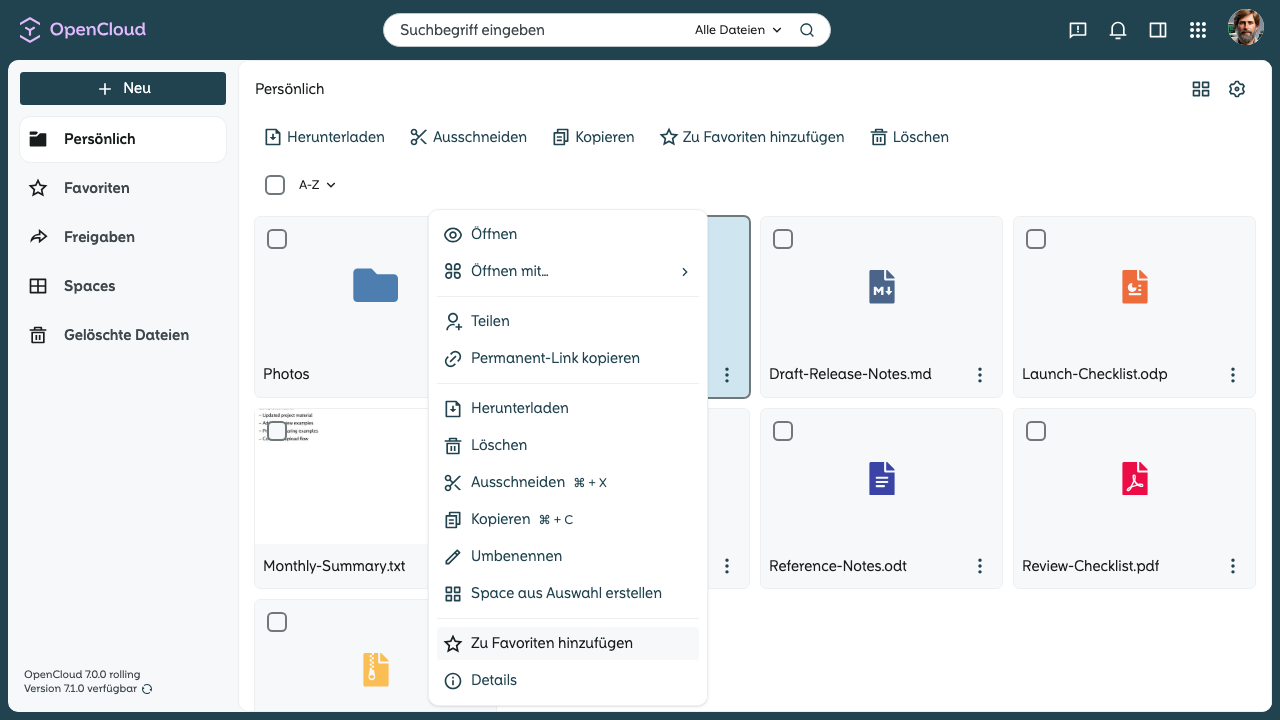 OpenCloud
Suchbegriff eingeben
Alle Dateien
Neu
Persönlich
Favoriten
Freigaben
Spaces
Gelöschte Dateien
OpenCloud 7.0.0 rolling
Version 7.1.0 verfügbar
Persönlich
Herunterladen
Ausschneiden
Kopieren
Zu Favoriten hinzufügen
Löschen
A-Z
Photos
Draft-Release-Notes.md
Launch-Checklist.odp
– Updated project material
Monthly-Summary.txt
Reference-Notes.odt
Review-Checklist.pdf
Öffnen
Öffnen mit...
Teilen
Permanent-Link kopieren
Herunterladen
Löschen
Ausschneiden ⌘ + X
Kopieren ⌘ + C
Umbenennen
Space aus Auswahl erstellen
Zu Favoriten hinzufügen
Details